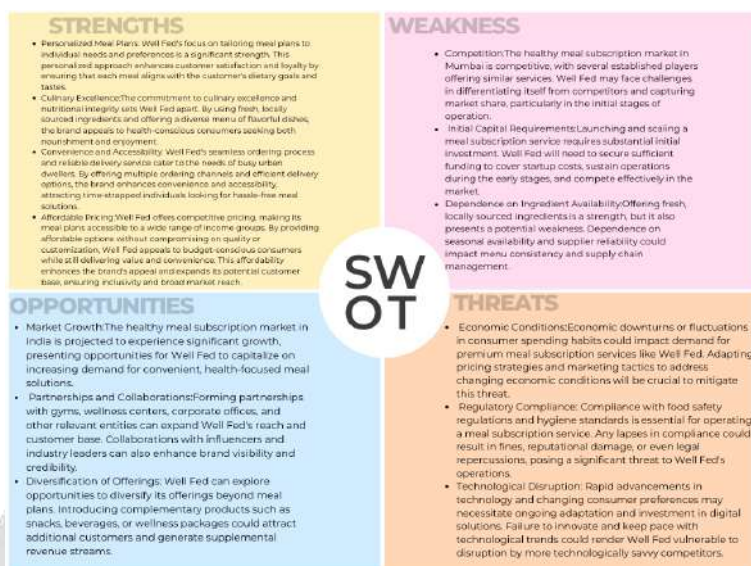 STRENGTHS
Personalized Meal Plans: Well Fed's focus on tailoring meal plans to
individual needs and preferences is a significant strength. This
personalized approach enhances customer satisfaction and loyalty by
ensuring that each meal aligns with the customer's dietary goals and
tastes.
Culinary Excellence:The commitment to culinary excellence and
nutritional integrity sets Well Fed apart. By using fresh, locally
sourced ingredients and offering a diverse menu of flavorful dishes,
the brand appeals to health-conscious consumers seeking both
nourishment and enjoyment.
Convenience and Accessibility: Well Fed's seamless ordering process
and reliable delivery service cater to the needs of busy urban
dwellers. By offering multiple ordering channels and efficient delivery
options, the brand enhances convenience and accessibility,
attracting time-strapped individuals looking for hassle-free meal
solutions.
Affordable Pricing:Well Fed offers competitive pricing, making its
meal plans accessible to a wide range of income groups. By providing
affordable options without compromising on quality or
customization, Well Fed appeals to budget-conscious consumers
while still delivering value and convenience. This affordability
enhances the brand's appeal and expands its potential customer
base, ensuring inclusivity and broad market reach.
WEAKNESS
Competition:The healthy meal subscription market in
Mumbai is competitive, with several established players
offering similar services. Well Fed may face challenges
in differentiating itself from competitors and capturing
market share, particularly in the initial stages of
operation.
Initial Capital Requirements:Launching and scaling a
meal subscription service requires substantial initial
investment. Well Fed will need to secure sufficient
funding to cover startup costs, sustain operations
during the early stages, and compete effectively in the
market.
Dependence on Ingredient Availability:Offering fresh,
locally sourced ingredients is a strength, but it also
presents a potential weakness. Dependence on
seasonal availability and supplier reliability could
impact menu consistency and supply chain
management.
SW
OT
OPPORTUNITIES
Market Growth:The healthy meal subscription market in
India is projected to experience significant growth,
presenting opportunities for Well Fed to capitalize on
increasing demand for convenient, health-focused meal
solutions.
Partnerships and Collaborations:Forming partnerships
with gyms, wellness centers, corporate offices, and
other relevant entities can expand Well Fed's reach and
customer base. Collaborations with influencers and
industry leaders can also enhance brand visibility and
credibility.
Diversification of Offerings: Well Fed can explore
opportunities to diversify its offerings beyond meal
plans. Introducing complementary products such as
snacks, beverages, or wellness packages could attract
additional customers and generate supplemental
revenue streams.
THREATS
Economic Conditions:Economic downturns or fluctuations
in consumer spending habits could impact demand for
premium meal subscription services like Well Fed. Adapting
pricing strategies and marketing tactics to address
changing economic conditions will be crucial to mitigate
this threat.
Regulatory Compliance: Compliance with food safety
regulations and hygiene standards is essential for operating
a meal subscription service. Any lapses in compliance could
result in fines, reputational damage, or even legal
repercussions, posing a significant threat to Well Fed's
operations.
Technological Disruption: Rapid advancements in
technology and changing consumer preferences may
necessitate ongoing adaptation and investment in digital
solutions. Failure to innovate and keep pace with
technological trends could render Well Fed vulnerable to
disruption by more technologically savvy competitors.